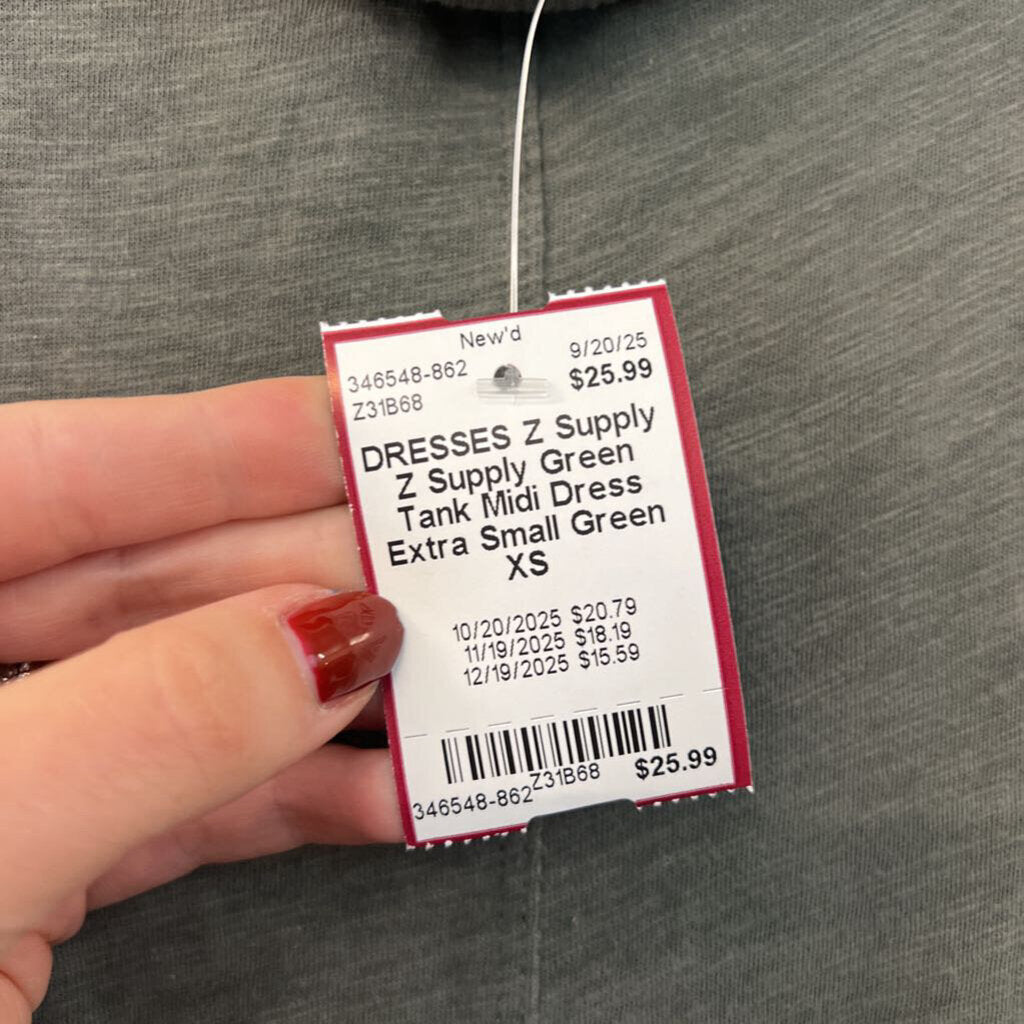 New'd
346548-862 9/20/25
Z31B68 $25.99
DRESSES Z Supply
Z Supply Green
Tank Midi Dress
Extra Small Green
XS
10/20/2025 $20.79
11/19/2025 $18.19
12/19/2025 $15.59
346548-862 Z31B68 $25.99